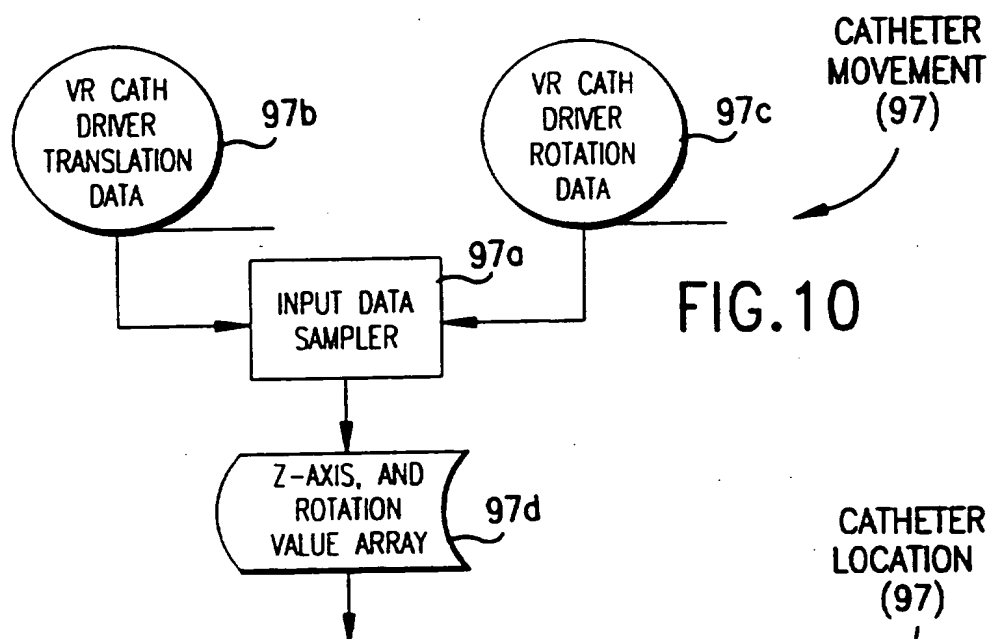 VR CATH
DRIVER
TRANSLATION
DATA
97b
VR CATH
DRIVER
ROTATION
DATA
97c
CATHETER
MOVEMENT
(97)
97a
INPUT DATA
SAMPLER
FIG.10
Z-AXIS, AND
ROTATION
VALUE ARRAY
97d
CATHETER
LOCATION
(97)